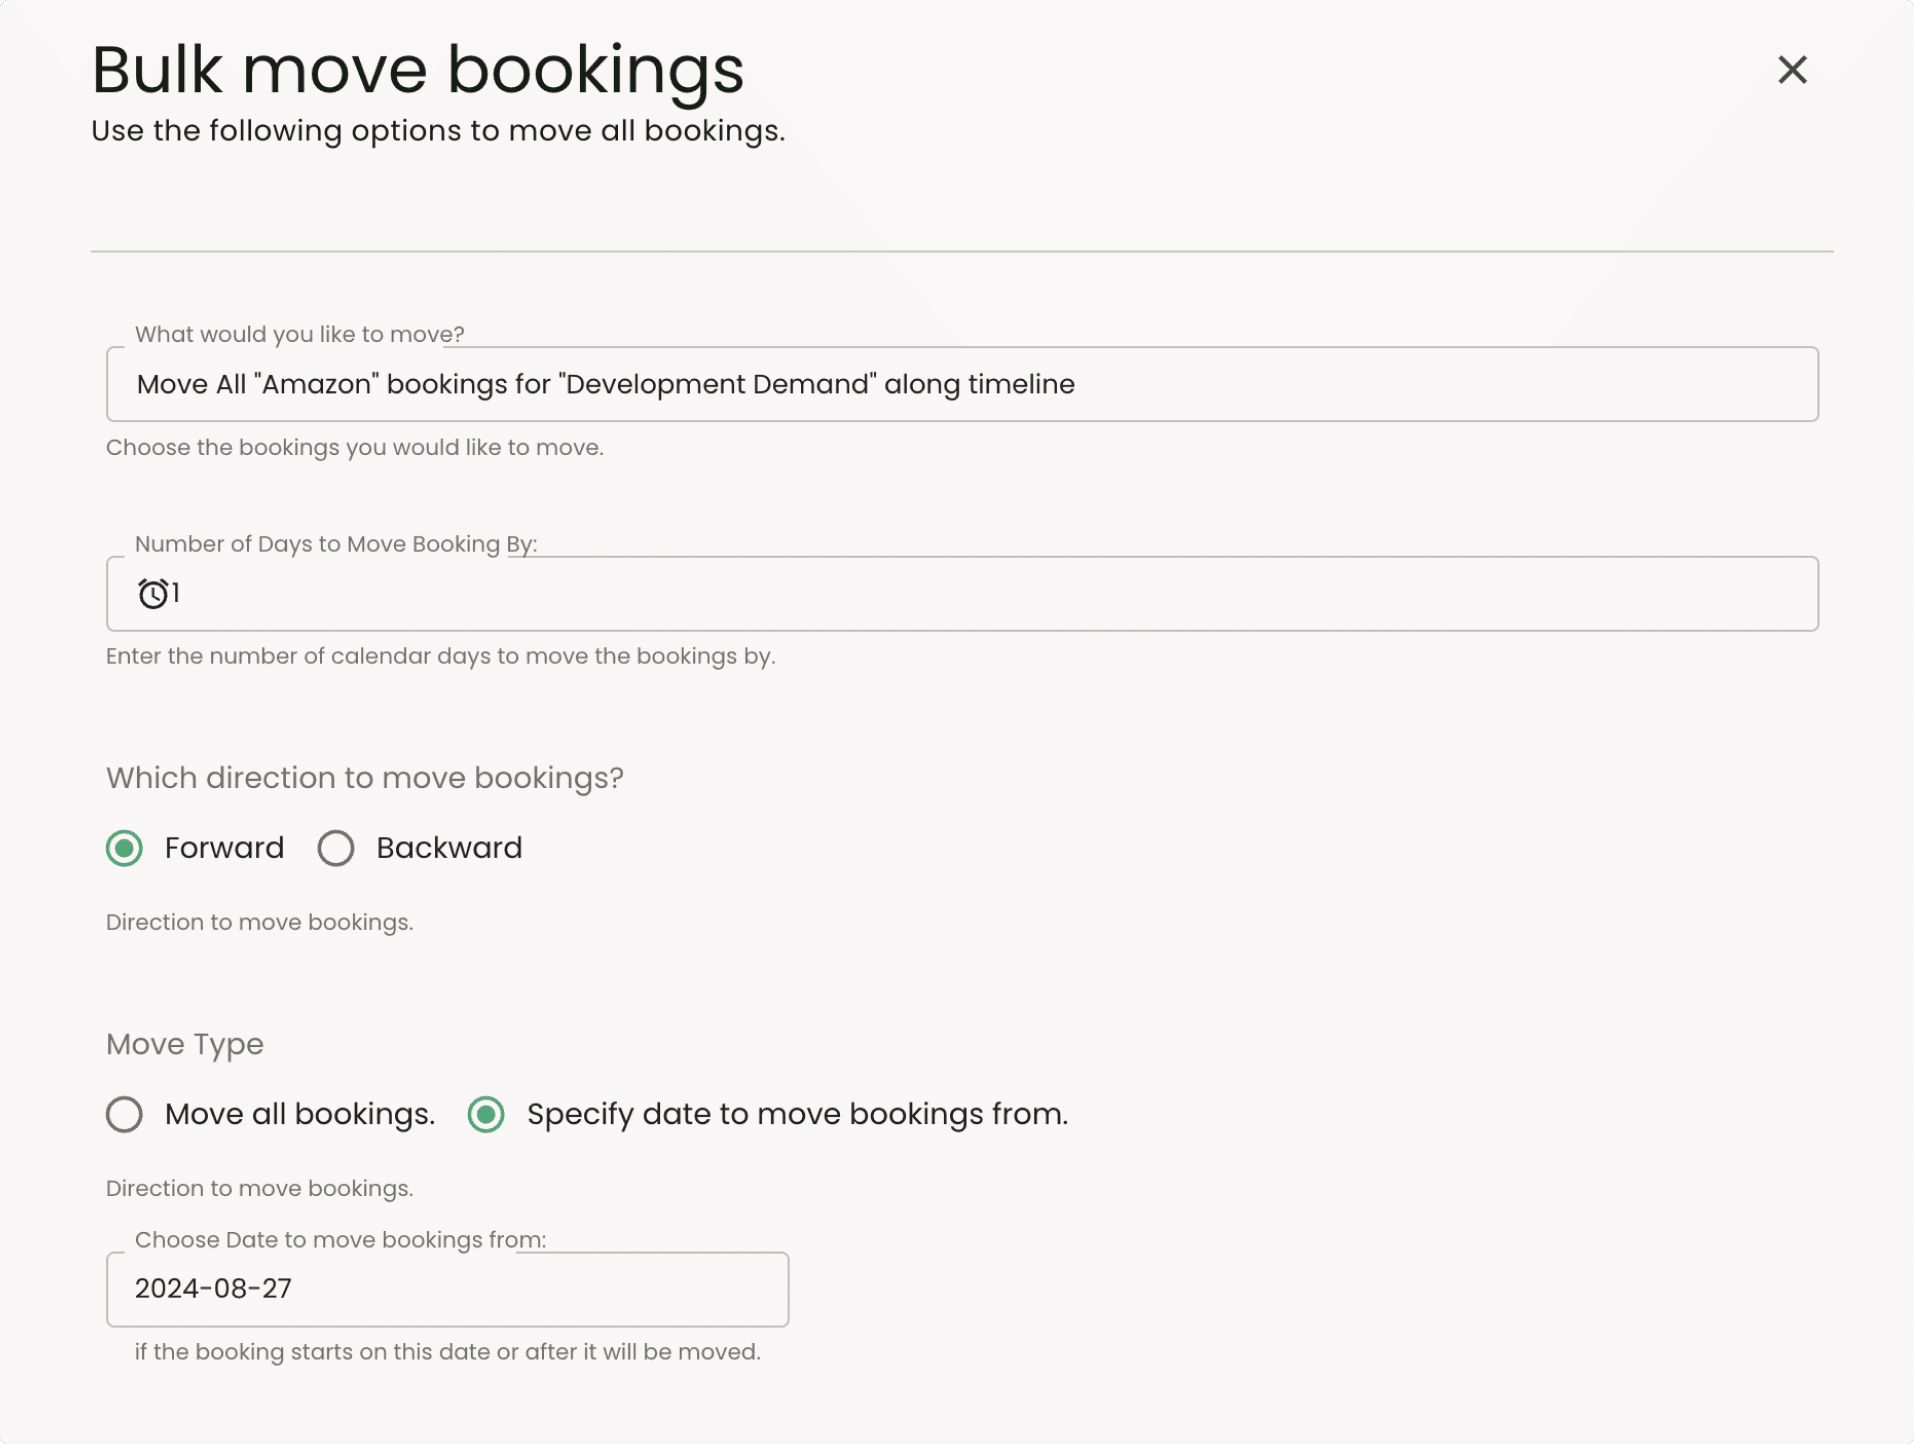 Bulk move bookings
Use the following options to move all bookings.
What would you like to move?
Move All "Amazon" bookings for "Development Demand" along timeline
Choose the bookings you would like to move.
Number of Days to Move Booking By:
1
Enter the number of calendar days to move the bookings by.
Which direction to move bookings?
Forward Backward
Direction to move bookings.
Move Type
Move all bookings. Specify date to move bookings from.
Direction to move bookings.
Choose Date to move bookings from:
2024-08-27
if the booking starts on this date or after it will be moved.